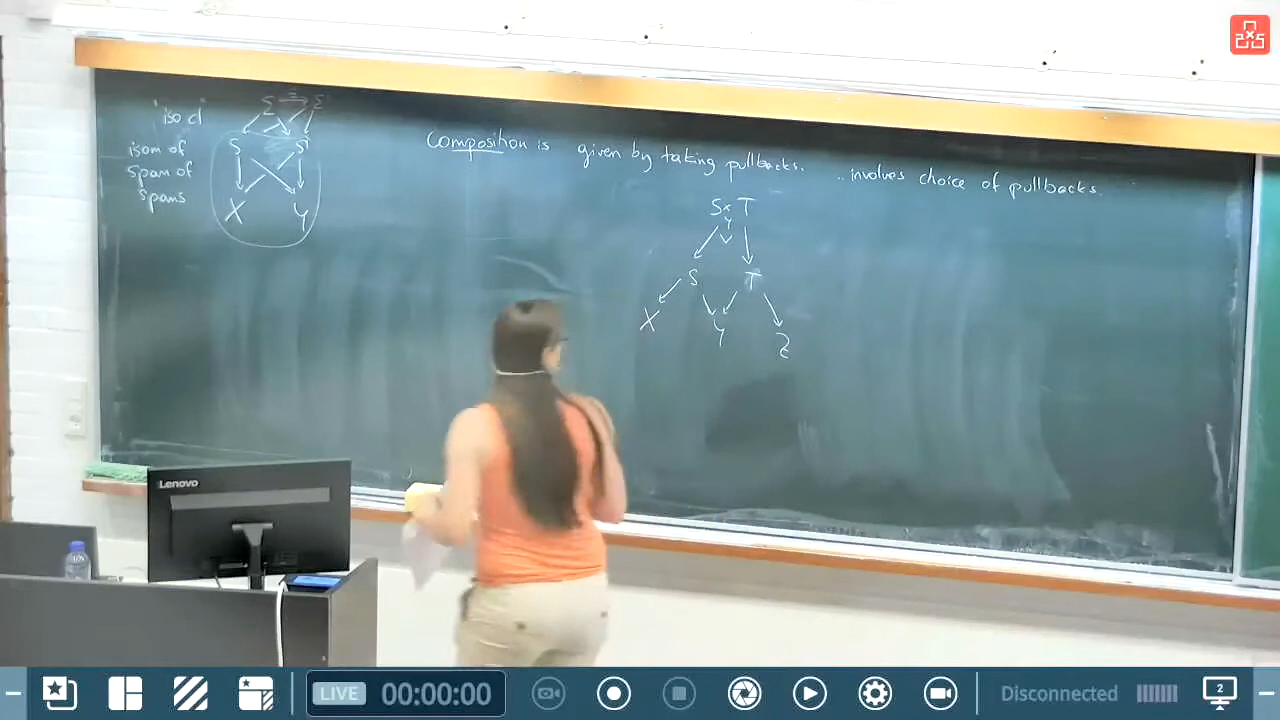 "iso cl"
Σ ≅ Σ'
isom of
span of
spans
S S'
X Y
Composition is given by taking pullbacks. ..involves choice of pullbacks.
S×T
Y
S T
X Y Z
Lenovo
LIVE 00:00:00 Disconnected 2